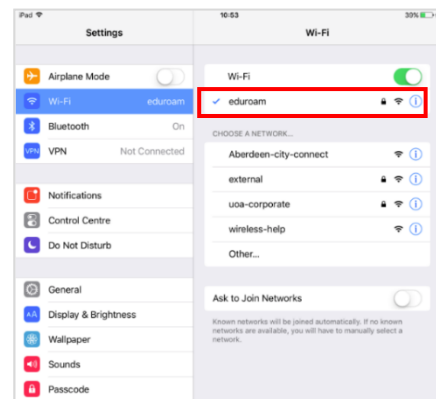 iPad 10:53 39%
Settings Wi-Fi
Airplane Mode
Wi-Fi eduroam
Bluetooth On
VPN VPN Not Connected
Notifications
Control Centre
Do Not Disturb
General
AA Display & Brightness
Wallpaper
Sounds
Passcode
Wi-Fi
eduroam
CHOOSE A NETWORK...
Aberdeen-city-connect
external
uoa-corporate
wireless-help
Other...
Ask to Join Networks
Known networks will be joined automatically. If no known
networks are available, you will have to manually select a
network.